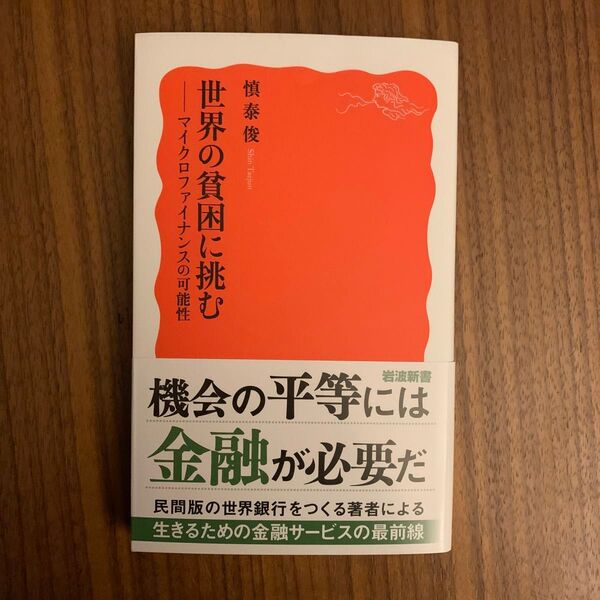 慎泰俊
Shin Taejun
世界の貧困に挑む
――マイクロファイナンスの可能性
岩波新書
機会の平等には
金融が必要だ
民間版の世界銀行をつくる著者による
生きるための金融サービスの最前線